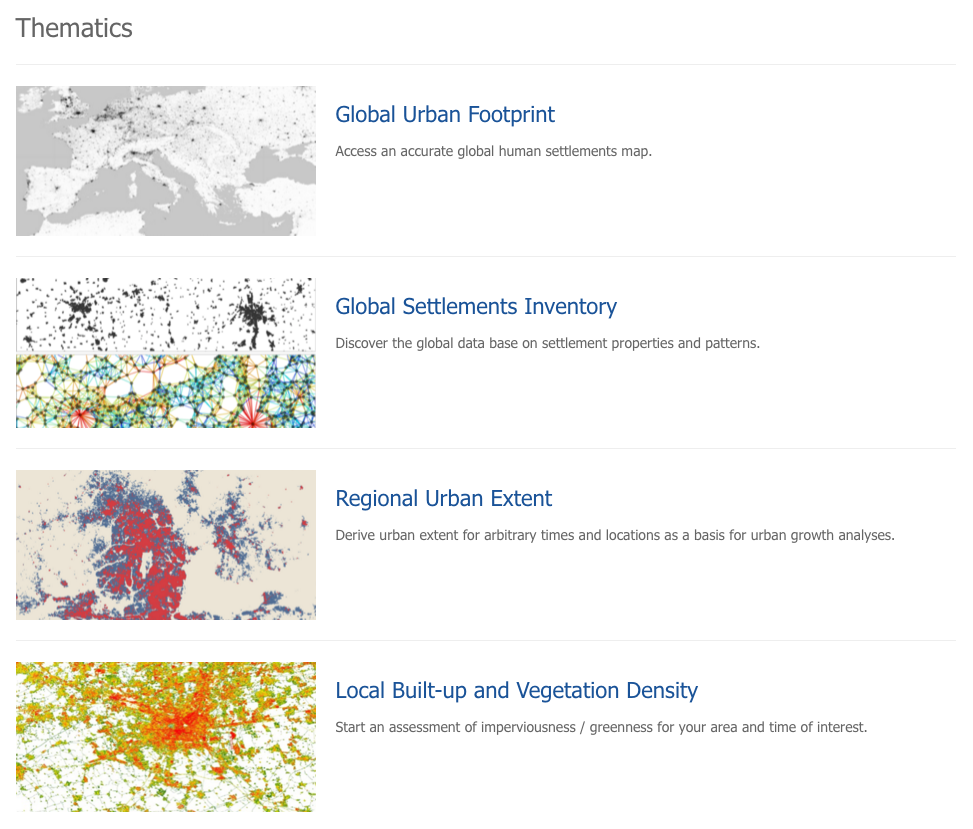 Thematics
Global Urban Footprint
Access an accurate global human settlements map.
Global Settlements Inventory
Discover the global data base on settlement properties and patterns.
Regional Urban Extent
Derive urban extent for arbitrary times and locations as a basis for urban growth analyses.
Local Built-up and Vegetation Density
Start an assessment of imperviousness / greenness for your area and time of interest.